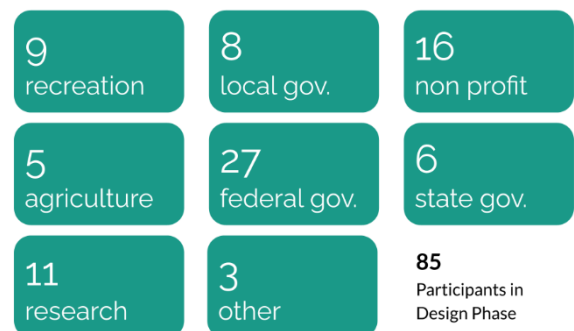 9
recreation
8
local gov.
16
non profit
5
agriculture
27
federal gov.
6
state gov.
11
research
3
other
85
Participants in
Design Phase